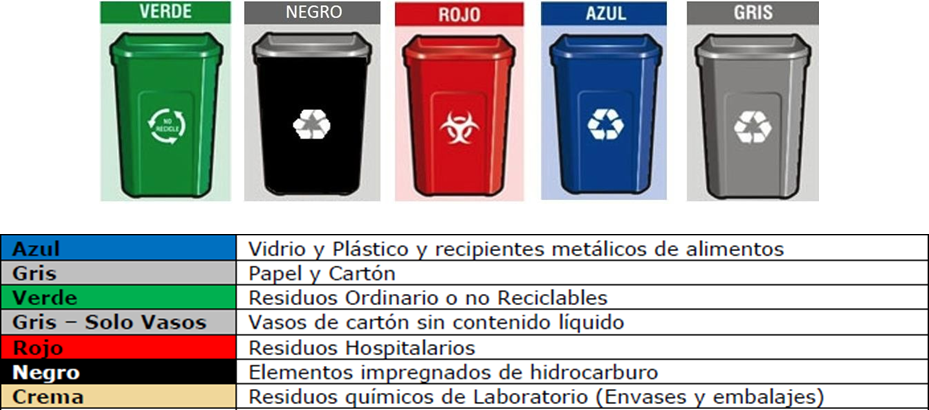 VERDE
NEGRO
ROJO
AZUL
GRIS
NO
RECICLE
Azul Vidrio y Plástico y recipientes metálicos de alimentos
Gris Papel y Cartón
Verde Residuos Ordinario o no Reciclables
Gris – Solo Vasos Vasos de cartón sin contenido líquido
Rojo Residuos Hospitalarios
Negro Elementos impregnados de hidrocarburo
Crema Residuos químicos de Laboratorio (Envases y embalajes)